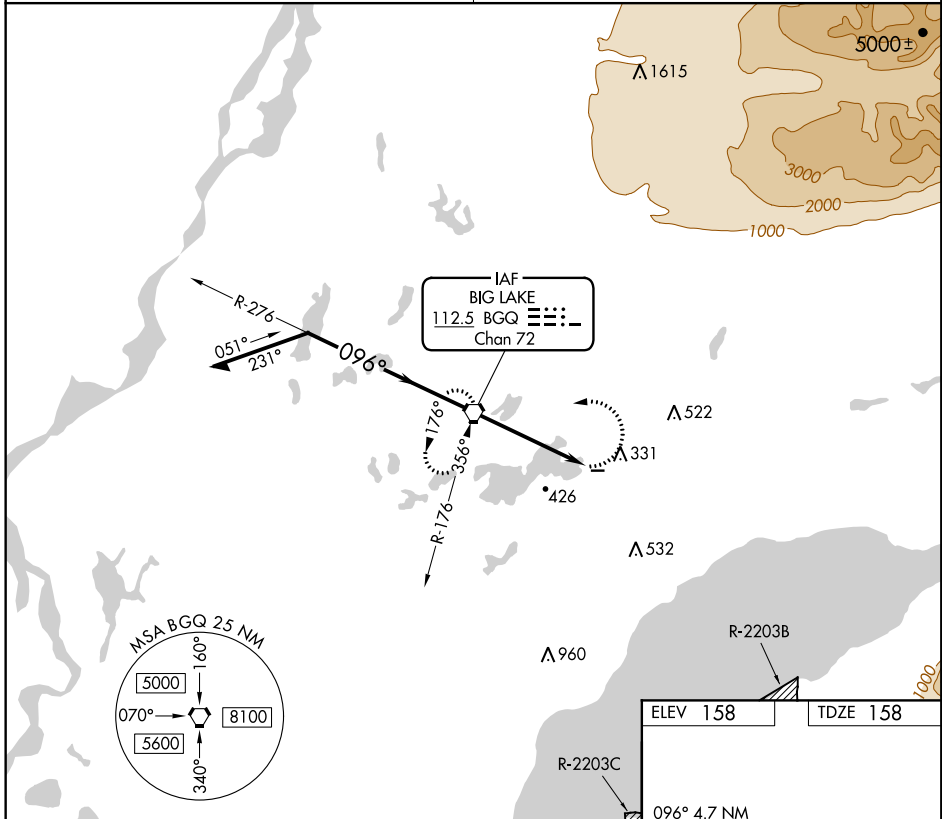 5000±
1615
3000
2000
1000
IAF
BIG LAKE
112.5 BGQ
Chan 72
R-276
051°
231°
096°
176°
356°
R-176
522
331
426
532
960
MSA BGQ 25 NM
160°
5000
070°
8100
5600
340°
R-2203B
1000
ELEV 158
TDZE 158
R-2203C
096° 4.7 NM